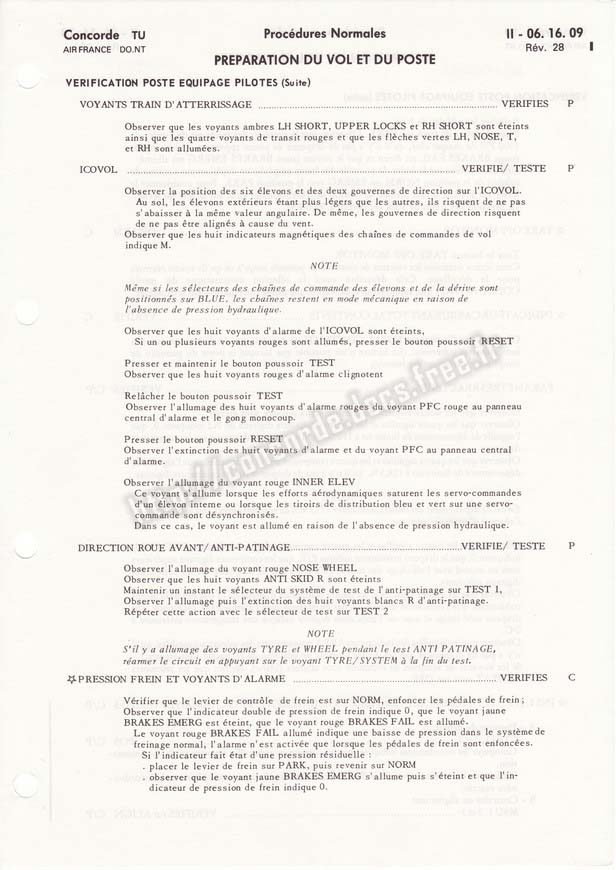 Concorde TU
Procédures Normales
II - 06. 16. 09
AIR FRANCE DO.NT
Rév. 28
PREPARATION DU VOL ET DU POSTE
VERIFICATION POSTE EQUIPAGE PILOTES (Suite)
VOYANTS TRAIN D'ATTERRISSAGE ........ VERIFIES P
Observer que les voyants ambres LH SHORT, UPPER LOCKS et RH SHORT sont éteints
ainsi que les quatre voyants de transit rouges et que les flèches vertes LH, NOSE, T,
et RH sont allumées.
ICOVOL ........ VERIFIE/ TESTE P
Observer la position des six élevons et des deux gouvernes de direction sur l'ICOVOL.
Au sol, les élevons extérieurs étant plus légers que les autres, ils risquent de ne pas
s'abaisser à la même valeur angulaire. De même, les gouvernes de direction risquent
de ne pas être alignés à cause du vent.
Observer que les huit indicateurs magnétiques des chaînes de commandes de vol
indique M.
NOTE
Même si les sélecteurs des chaînes de commande des élevons et de la dérive sont
positionnés sur BLUE, les chaînes restent en mode mécanique en raison de
l'absence de pression hydraulique.
Observer que les huit voyants d'alarme de l'ICOVOL sont éteints,
Si un ou plusieurs voyants rouges sont allumés, presser le bouton poussoir RESET
Presser et maintenir le bouton poussoir TEST
Observer que les huit voyants rouges d'alarme clignotent
Relâcher le bouton poussoir TEST
Observer l'allumage des huit voyants d'alarme rouges du voyant PFC rouge au panneau
central d'alarme et le gong monocoup.
Presser le bouton poussoir RESET
Observer l'extinction des huit voyants d'alarme et du voyant PFC au panneau central
d'alarme.
Observer l'allumage du voyant rouge INNER ELEV
Ce voyant s'allume lorsque les efforts aérodynamiques saturent les servo-commandes
d'un élevon interne ou lorsque les tiroirs de distribution bleu et vert sur une servo-
commande sont désynchronisés.
Dans ce cas, le voyant est allumé en raison de l'absence de pression hydraulique.
DIRECTION ROUE AVANT/ ANTI-PATINAGE ........ VERIFIE/ TESTE P
Observer l'allumage du voyant rouge NOSE WHEEL
Observer que les huit voyants ANTI SKID R sont éteints
Maintenir un instant le sélecteur du système de test de l'anti-patinage sur TEST 1,
Observer l'allumage puis l'extinction des huit voyants blancs R d'anti-patinage.
Répéter cette action avec le sélecteur de test sur TEST 2
NOTE
S'il y a allumage des voyants TYRE et WHEEL pendant le test ANTI PATINAGE,
réarmer le circuit en appuyant sur le voyant TYRE/SYSTEM à la fin du test.
☆ PRESSION FREIN ET VOYANTS D'ALARME ........ VERIFIES C
Vérifier que le levier de contrôle de frein est sur NORM, enfoncer les pédales de frein ;
Observer que l'indicateur double de pression de frein indique 0, que le voyant jaune
BRAKES EMERG est éteint, que le voyant rouge BRAKES FAIL est allumé.
Le voyant rouge BRAKES FAIL allumé indique une baisse de pression dans le système de
freinage normal, l'alarme n'est activée que lorsque les pédales de frein sont enfoncées.
Si l'indicateur fait état d'une pression résiduelle :
. placer le levier de frein sur PARK, puis revenir sur NORM
. observer que le voyant jaune BRAKES EMERG s'allume puis s'éteint et que l'in-
dicateur de pression de frein indique 0.